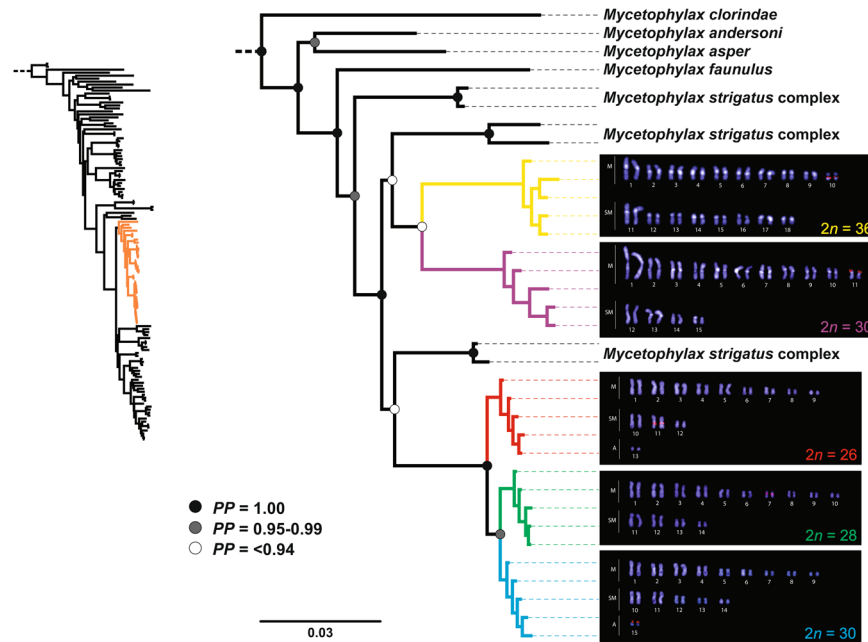 Mycetophylax clorindae
Mycetophylax andersoni
Mycetophylax asper
Mycetophylax faunulus
Mycetophylax strigatus complex
Mycetophylax strigatus complex
M
1 2 3 4 5 6 7 8 9 10
SM
11 12 13 14 15 16 17 18
2n = 36
M
1 2 3 4 5 6 7 8 9 10 11
SM
12 13 14 15
2n = 30
Mycetophylax strigatus complex
M
1 2 3 4 5 6 7 8 9
SM
10 11 12
A
13
2n = 26
M
1 2 3 4 5 6 7 8 9 10
SM
11 12 13 14
2n = 28
M
1 2 3 4 5 6 7 8 9
SM
10 11 12 13 14
A
15
2n = 30
PP = 1.00
PP = 0.95-0.99
PP = <0.94
0.03